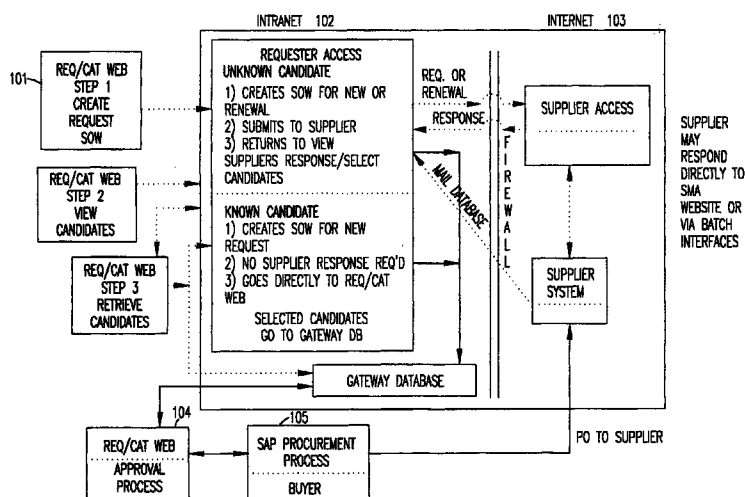 INTRANET 102
INTERNET 103
101
REQ/CAT WEB
STEP 1
CREATE
REQUEST
SOW
REQ/CAT WEB
STEP 2
VIEW
CANDIDATES
REQ/CAT WEB
STEP 3
RETRIEVE
CANDIDATES
REQUESTER ACCESS
UNKNOWN CANDIDATE
1) CREATES SOW FOR NEW OR
RENEWAL
2) SUBMITS TO SUPPLIER
3) RETURNS TO VIEW
SUPPLIERS RESPONSE/SELECT
CANDIDATES
KNOWN CANDIDATE
1) CREATES SOW FOR NEW
REQUEST
2) NO SUPPLIER RESPONSE REQ'D
3) GOES DIRECTLY TO REQ/CAT
WEB
SELECTED CANDIDATES
GO TO GATEWAY DB
REQ. OR
RENEWAL
RESPONSE
MAIL DATABASE
FIREWALL
SUPPLIER ACCESS
SUPPLIER
SYSTEM
SUPPLIER
MAY
RESPOND
DIRECTLY TO
SMA
WEBSITE OR
VIA BATCH
INTERFACES
GATEWAY DATABASE
104
REQ/CAT WEB
APPROVAL
PROCESS
105
SAP PROCUREMENT
PROCESS
BUYER
PO TO SUPPLIER